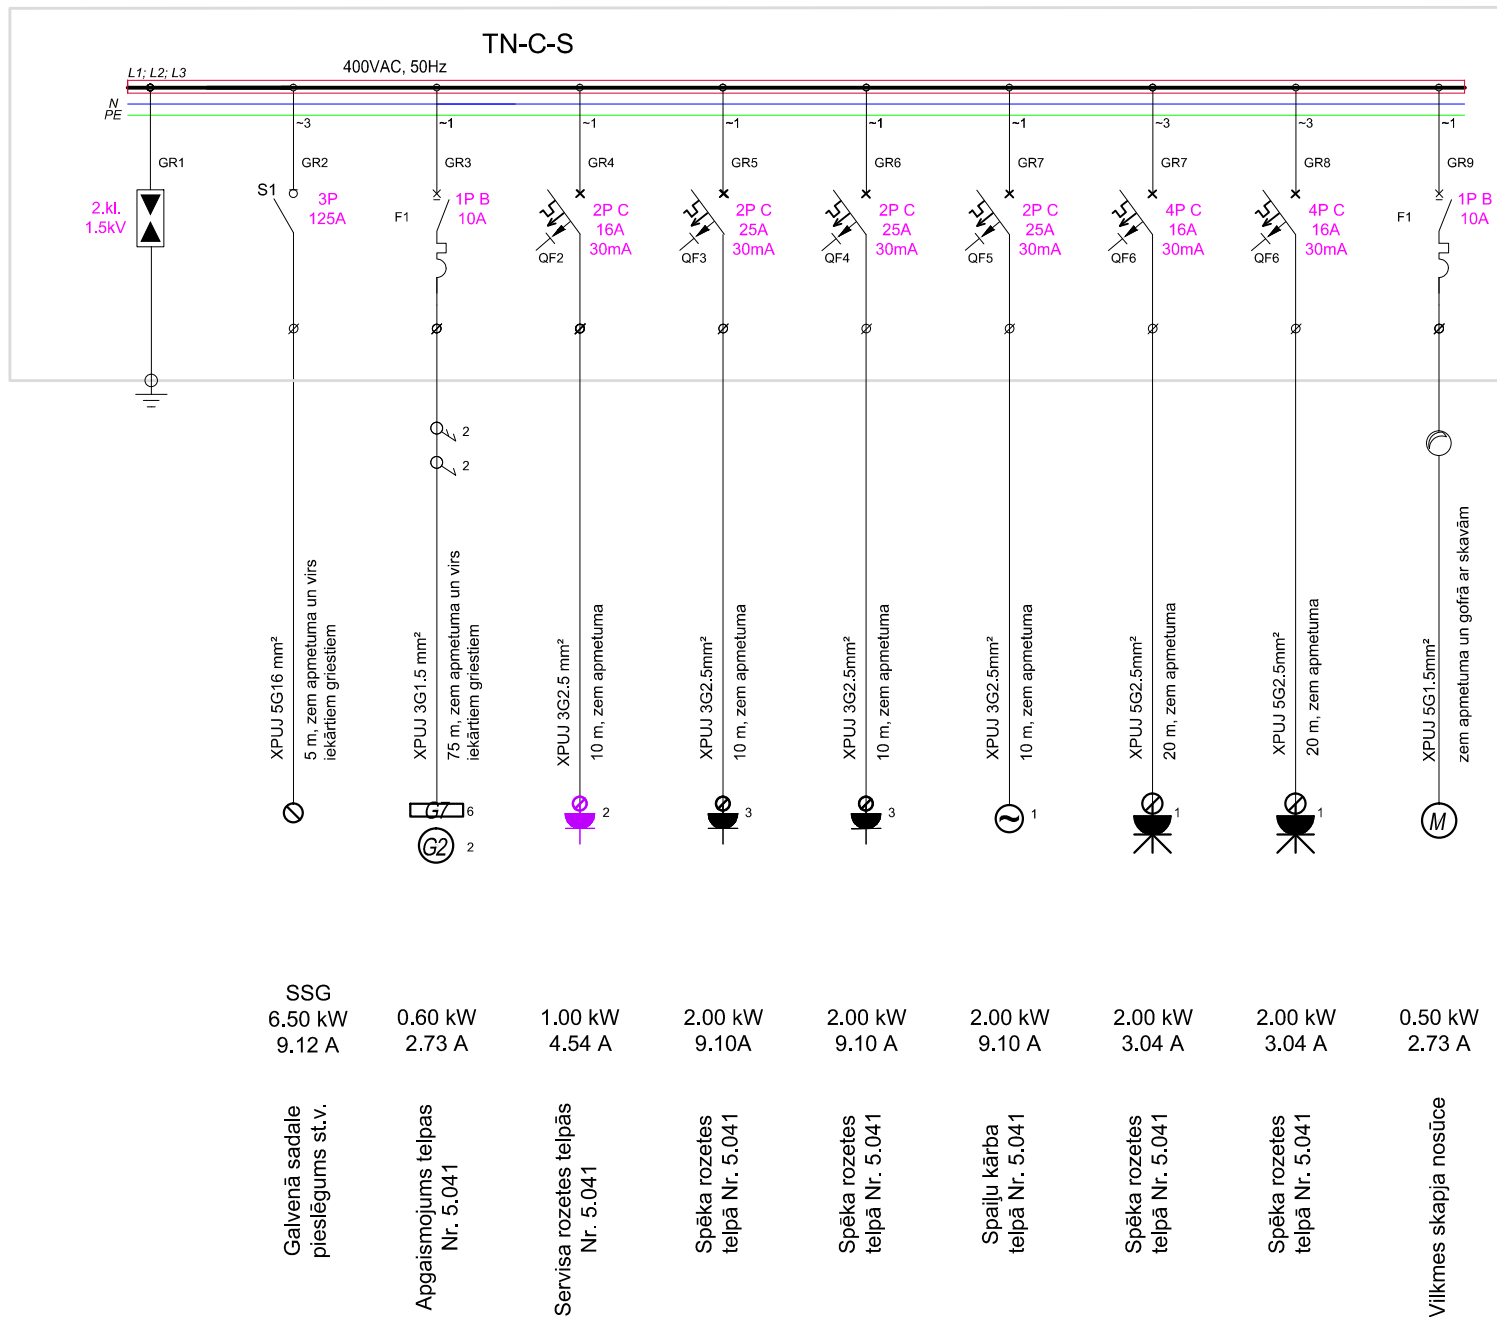 TN-C-S
400VAC, 50Hz
L1; L2; L3
N
PE
~3
~1
~1
~1
~1
~1
~3
~3
~1
GR1
GR2
GR3
GR4
GR5
GR6
GR7
GR7
GR8
GR9
2.kl.
1.5kV
S1
3P
125A
F1
1P B
10A
QF2
2P C
16A
30mA
QF3
2P C
25A
30mA
QF4
2P C
25A
30mA
QF5
2P C
25A
30mA
QF6
4P C
16A
30mA
QF6
4P C
16A
30mA
F1
1P B
10A
2
2
XPUJ 5G16 mm²
5 m, zem apmetuma un virs
iekārtiem griestiem
XPUJ 3G1.5 mm²
75 m, zem apmetuma un virs
iekārtiem griestiem
XPUJ 3G2.5 mm²
10 m, zem apmetuma
XPUJ 3G2.5mm²
10 m, zem apmetuma
XPUJ 3G2.5mm²
10 m, zem apmetuma
XPUJ 3G2.5mm²
10 m, zem apmetuma
XPUJ 5G2.5mm²
20 m, zem apmetuma
XPUJ 5G2.5mm²
20 m, zem apmetuma
XPUJ 5G1.5mm²
zem apmetuma un gofrā ar skavām
G7 6
G2 2
2
3
3
1
1
1
M
SSG
6.50 kW
9.12 A
0.60 kW
2.73 A
1.00 kW
4.54 A
2.00 kW
9.10A
2.00 kW
9.10 A
2.00 kW
9.10 A
2.00 kW
3.04 A
2.00 kW
3.04 A
0.50 kW
2.73 A
Galvenā sadale
pieslēgums st.v.
Apgaismojums telpas
Nr. 5.041
Servisa rozetes telpās
Nr. 5.041
Spēka rozetes
telpā Nr. 5.041
Spēka rozetes
telpā Nr. 5.041
Spaiļu kārba
telpā Nr. 5.041
Spēka rozetes
telpā Nr. 5.041
Spēka rozetes
telpā Nr. 5.041
Vilkmes skapja nosūce